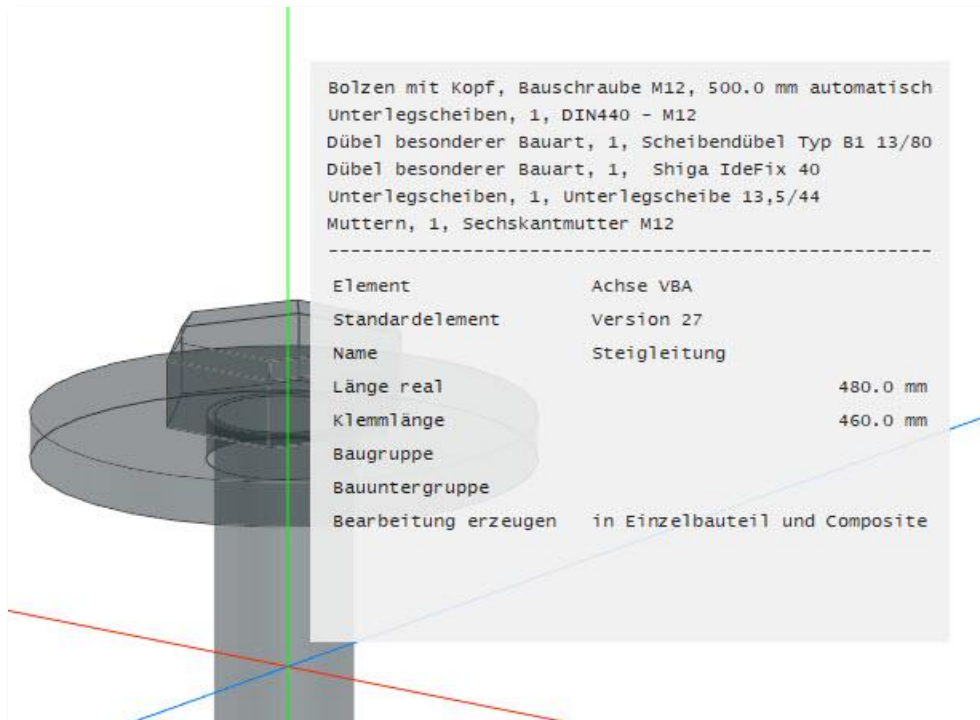 Bolzen mit Kopf, Bauschraube M12, 500.0 mm automatisch
Unterlegscheiben, 1, DIN440 - M12
Dübel besonderer Bauart, 1, Scheibendübel Typ B1 13/80
Dübel besonderer Bauart, 1,  Shiga IdeFix 40
Unterlegscheiben, 1, Unterlegscheibe 13,5/44
Muttern, 1, Sechskantmutter M12
-------------------------------------------------------
Element Achse VBA
Standardelement Version 27
Name Steigleitung
Länge real 480.0 mm
Klemmlänge 460.0 mm
Baugruppe
Bauuntergruppe
Bearbeitung erzeugen in Einzelbauteil und Composite